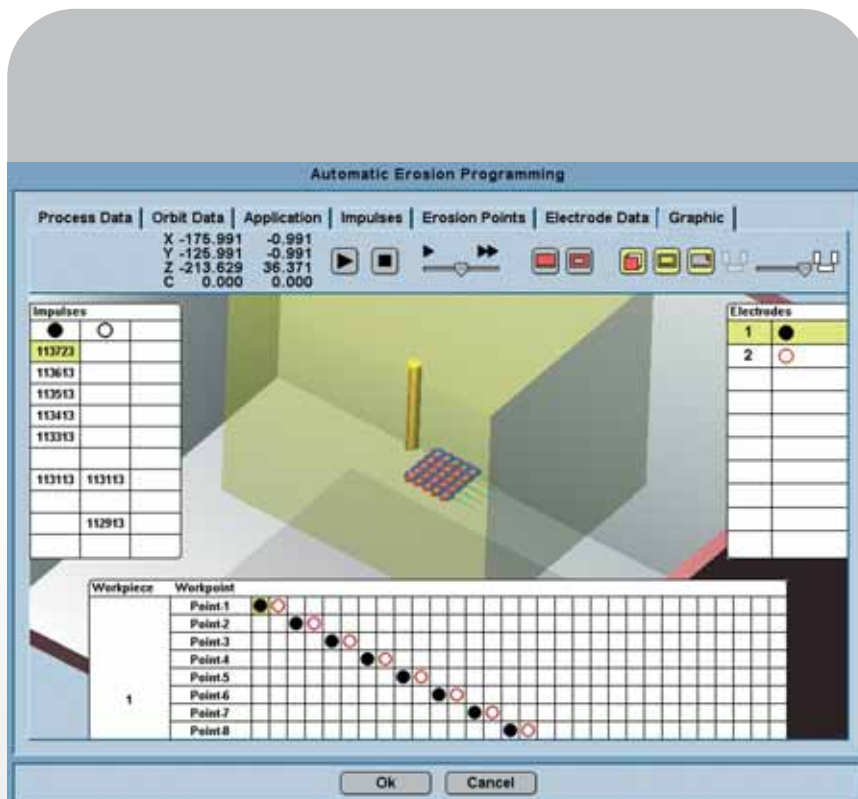 Automatic Erosion Programming
Process Data | Orbit Data | Application | Impulses | Erosion Points | Electrode Data | Graphic |
X -175.991 -0.991
Y -125.991 -0.991
Z -213.629 36.371
C 0.000 0.000
Impulses
113723
113613
113513
113413
113313
113113 113113
112913
Electrodes
1
2
Workpiece Workpoint
Point-1
Point-2
Point-3
Point-4
Point-5
Point-6
Point-7
Point-8
1
Ok Cancel